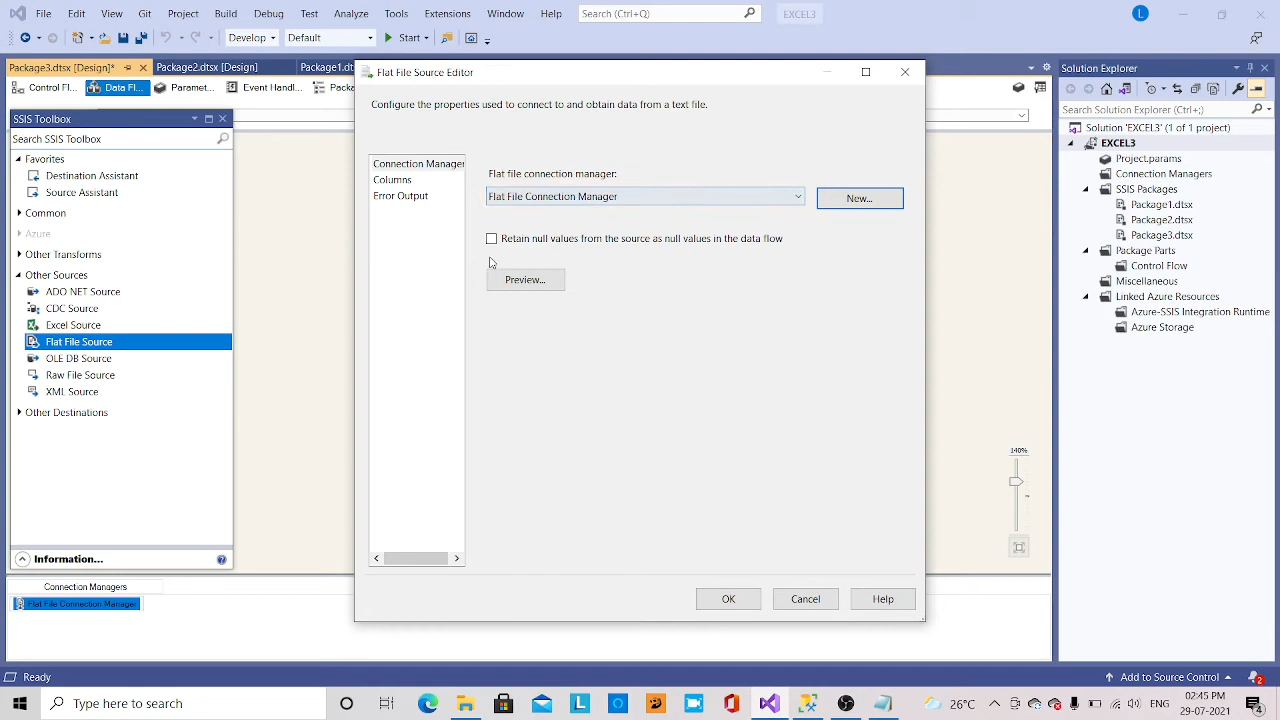 File Edit View Git Project Build Debug Test Analyze Tools Extensions Window Help Search (Ctrl+Q) EXCEL3 L
Develop Default Start
Package3.dtsx [Design]* Package2.dtsx [Design] Package1.dt
Control Fl... Data Fl... Paramet... Event Handl... Packa
SSIS Toolbox
Search SSIS Toolbox
Favorites
Destination Assistant
Source Assistant
Common
Azure
Other Transforms
Other Sources
ADO NET Source
CDC Source
Excel Source
Flat File Source
OLE DB Source
Raw File Source
XML Source
Other Destinations
Information...
Connection Managers
Flat File Connection Manager
Flat File Source Editor
Configure the properties used to connect to and obtain data from a text file.
Connection Manager
Columns
Error Output
Flat file connection manager:
Flat File Connection Manager New...
Retain null values from the source as null values in the data flow
Preview...
OK Cancel Help
140%
Solution Explorer
Search Solution Explorer (Ctrl+;)
Solution 'EXCEL3' (1 of 1 project)
EXCEL3
Project.params
Connection Managers
SSIS Packages
Package1.dtsx
Package2.dtsx
Package3.dtsx
Package Parts
Control Flow
Miscellaneous
Linked Azure Resources
Azure-SSIS Integration Runtime
Azure Storage
Ready Add to Source Control 2
Type here to search L 26°C ENG 02:45 PM
29-07-2021 4